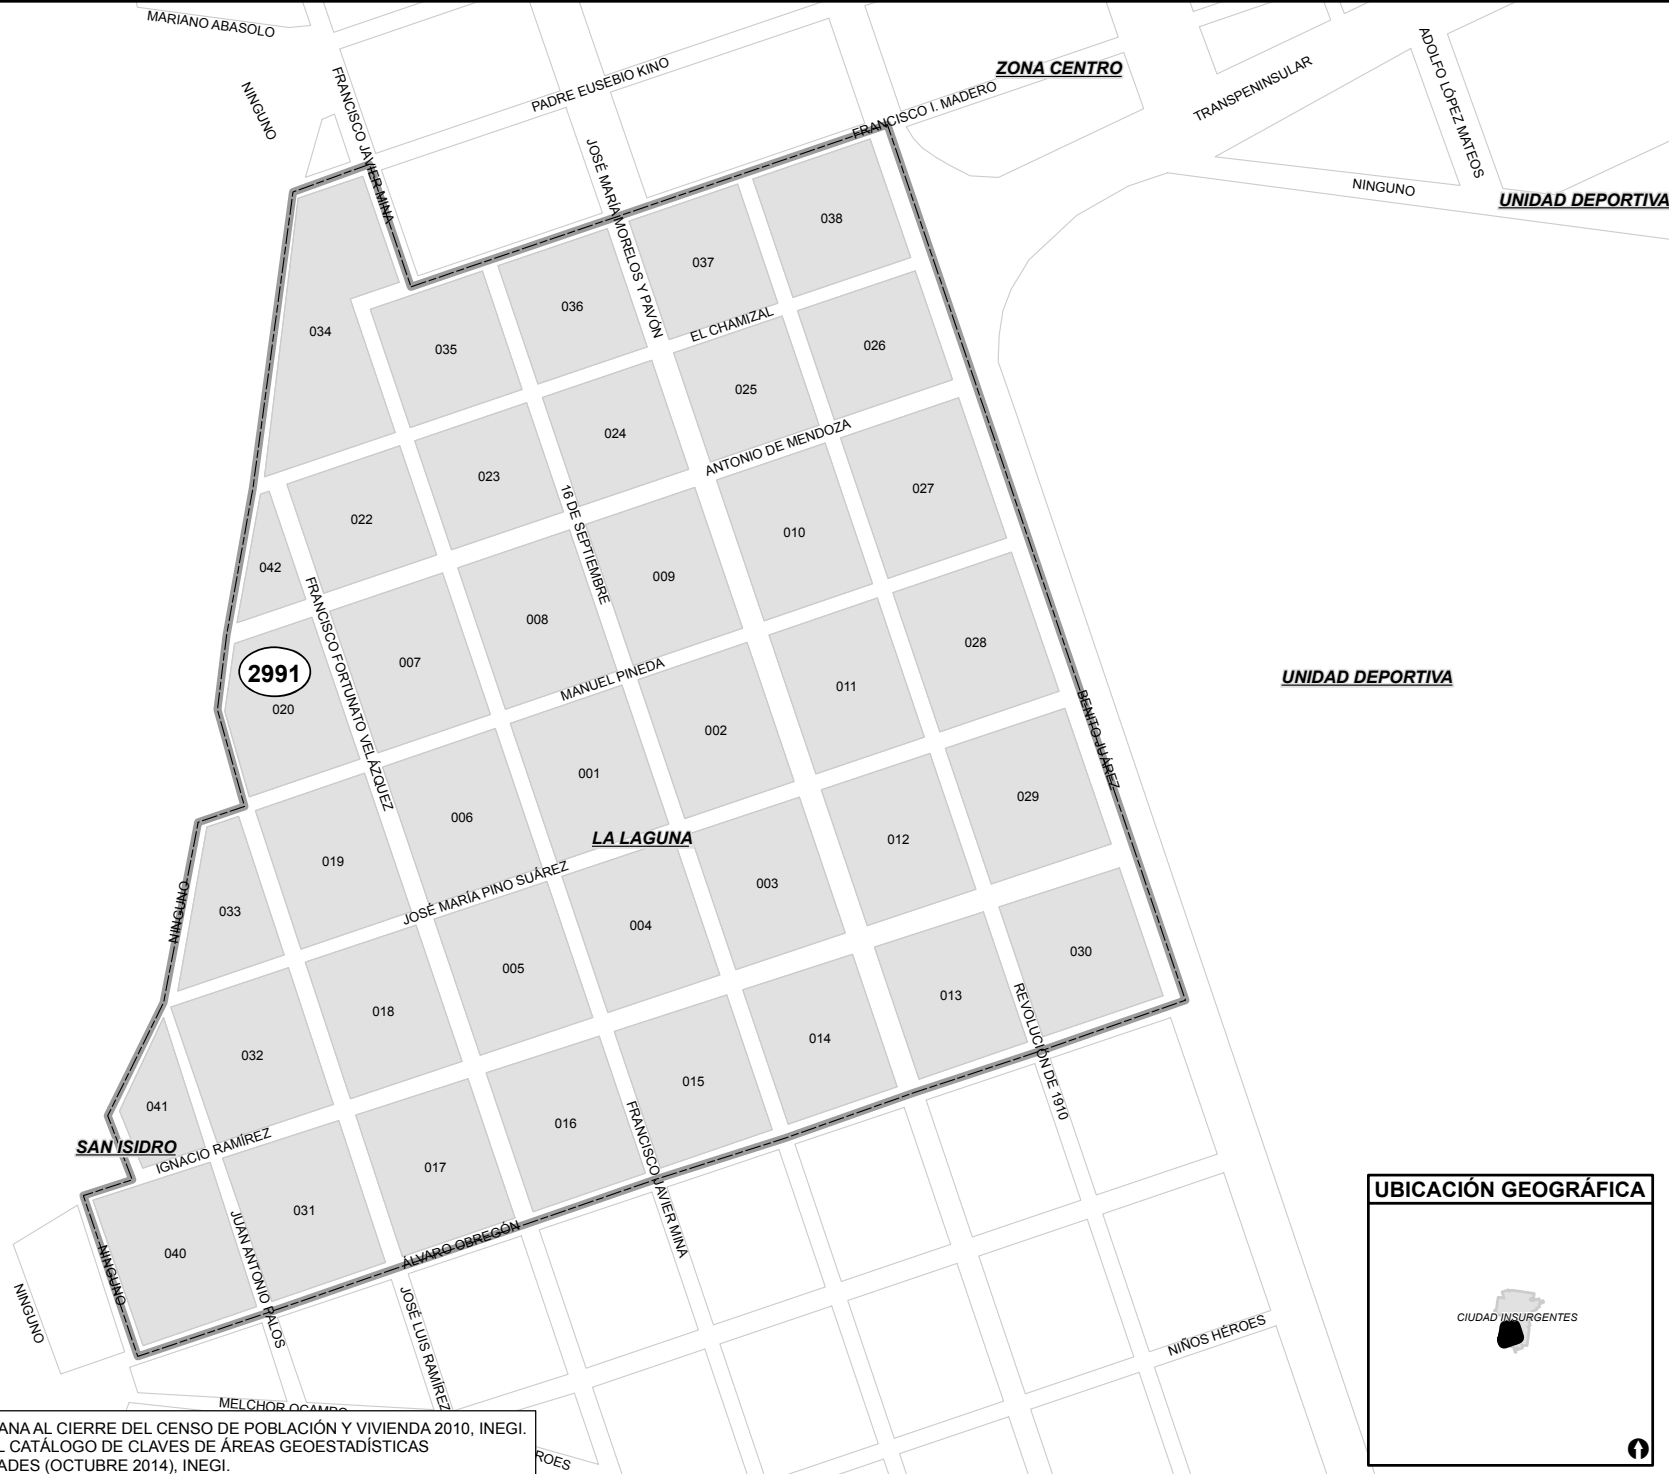 MARIANO ABASOLO
NINGUNO
FRANCISCO JAVIER MINA
PADRE EUSEBIO KINO
ZONA CENTRO
FRANCISCO I. MADERO
TRANSPENINSULAR
ADOLFO LÓPEZ MATEOS
NINGUNO
UNIDAD DEPORTIVA
JOSÉ MARÍA MORELOS Y PAVÓN
038
037
036
EL CHAMIZAL
034
035
026
025
024
ANTONIO DE MENDOZA
023
027
16 DE SEPTIEMBRE
022
010
042
009
FRANCISCO FORTUNATO VELÁZQUEZ
008
028
007
MANUEL PINEDA
2991
020
011
UNIDAD DEPORTIVA
BENITO JUÁREZ
002
001
029
006
LA LAGUNA
012
019
JOSÉ MARÍA PINO SUÁREZ
003
NINGUNO
033
004
030
005
013
REVOLUCIÓN DE 1910
018
014
032
015
041
FRANCISCO JAVIER MINA
016
SAN ISIDRO
IGNACIO RAMÍREZ
017
031
JUAN ANTONIO PALOS
040
NINGUNO
ÁLVARO OBREGÓN
NINGUNO
JOSÉ LUIS RAMÍREZ
NIÑOS HÉROES
MELCHOR OCAMPO
UBICACIÓN GEOGRÁFICA
CIUDAD INSURGENTES
ANA AL CIERRE DEL CENSO DE POBLACIÓN Y VIVIENDA 2010, INEGI.
L CATÁLOGO DE CLAVES DE ÁREAS GEOESTADÍSTICAS
ADES (OCTUBRE 2014), INEGI.
ROES